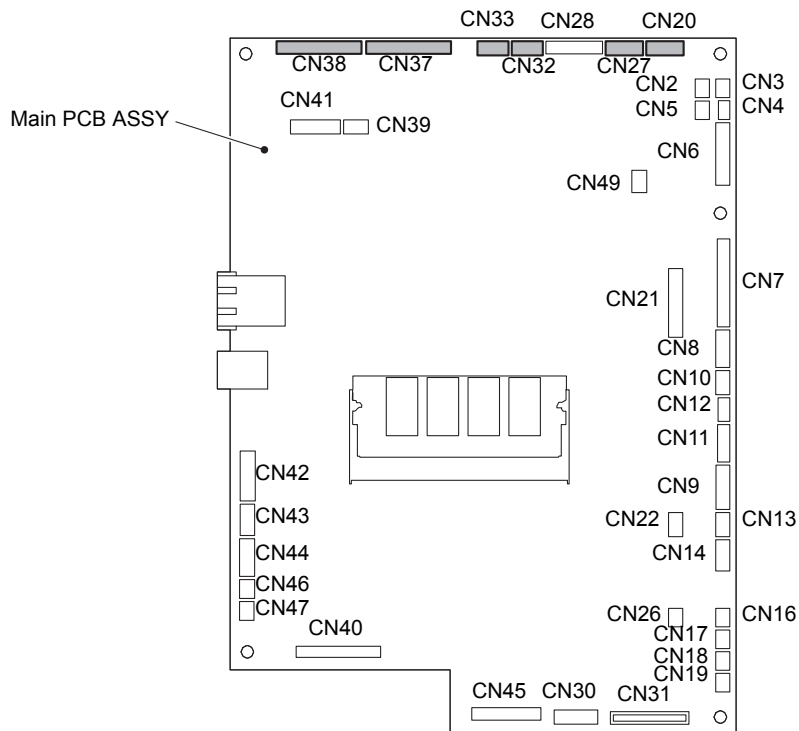 CN33 CN28 CN20
CN38 CN37 CN32 CN27
CN2 CN3
CN41
CN5 CN4
Main PCB ASSY
CN39
CN6
CN49
CN7
CN21
CN8
CN10
CN12
CN11
CN42
CN9
CN43
CN22 CN13
CN44
CN14
CN46
CN47
CN26 CN16
CN40
CN17
CN18
CN19
CN45 CN30 CN31